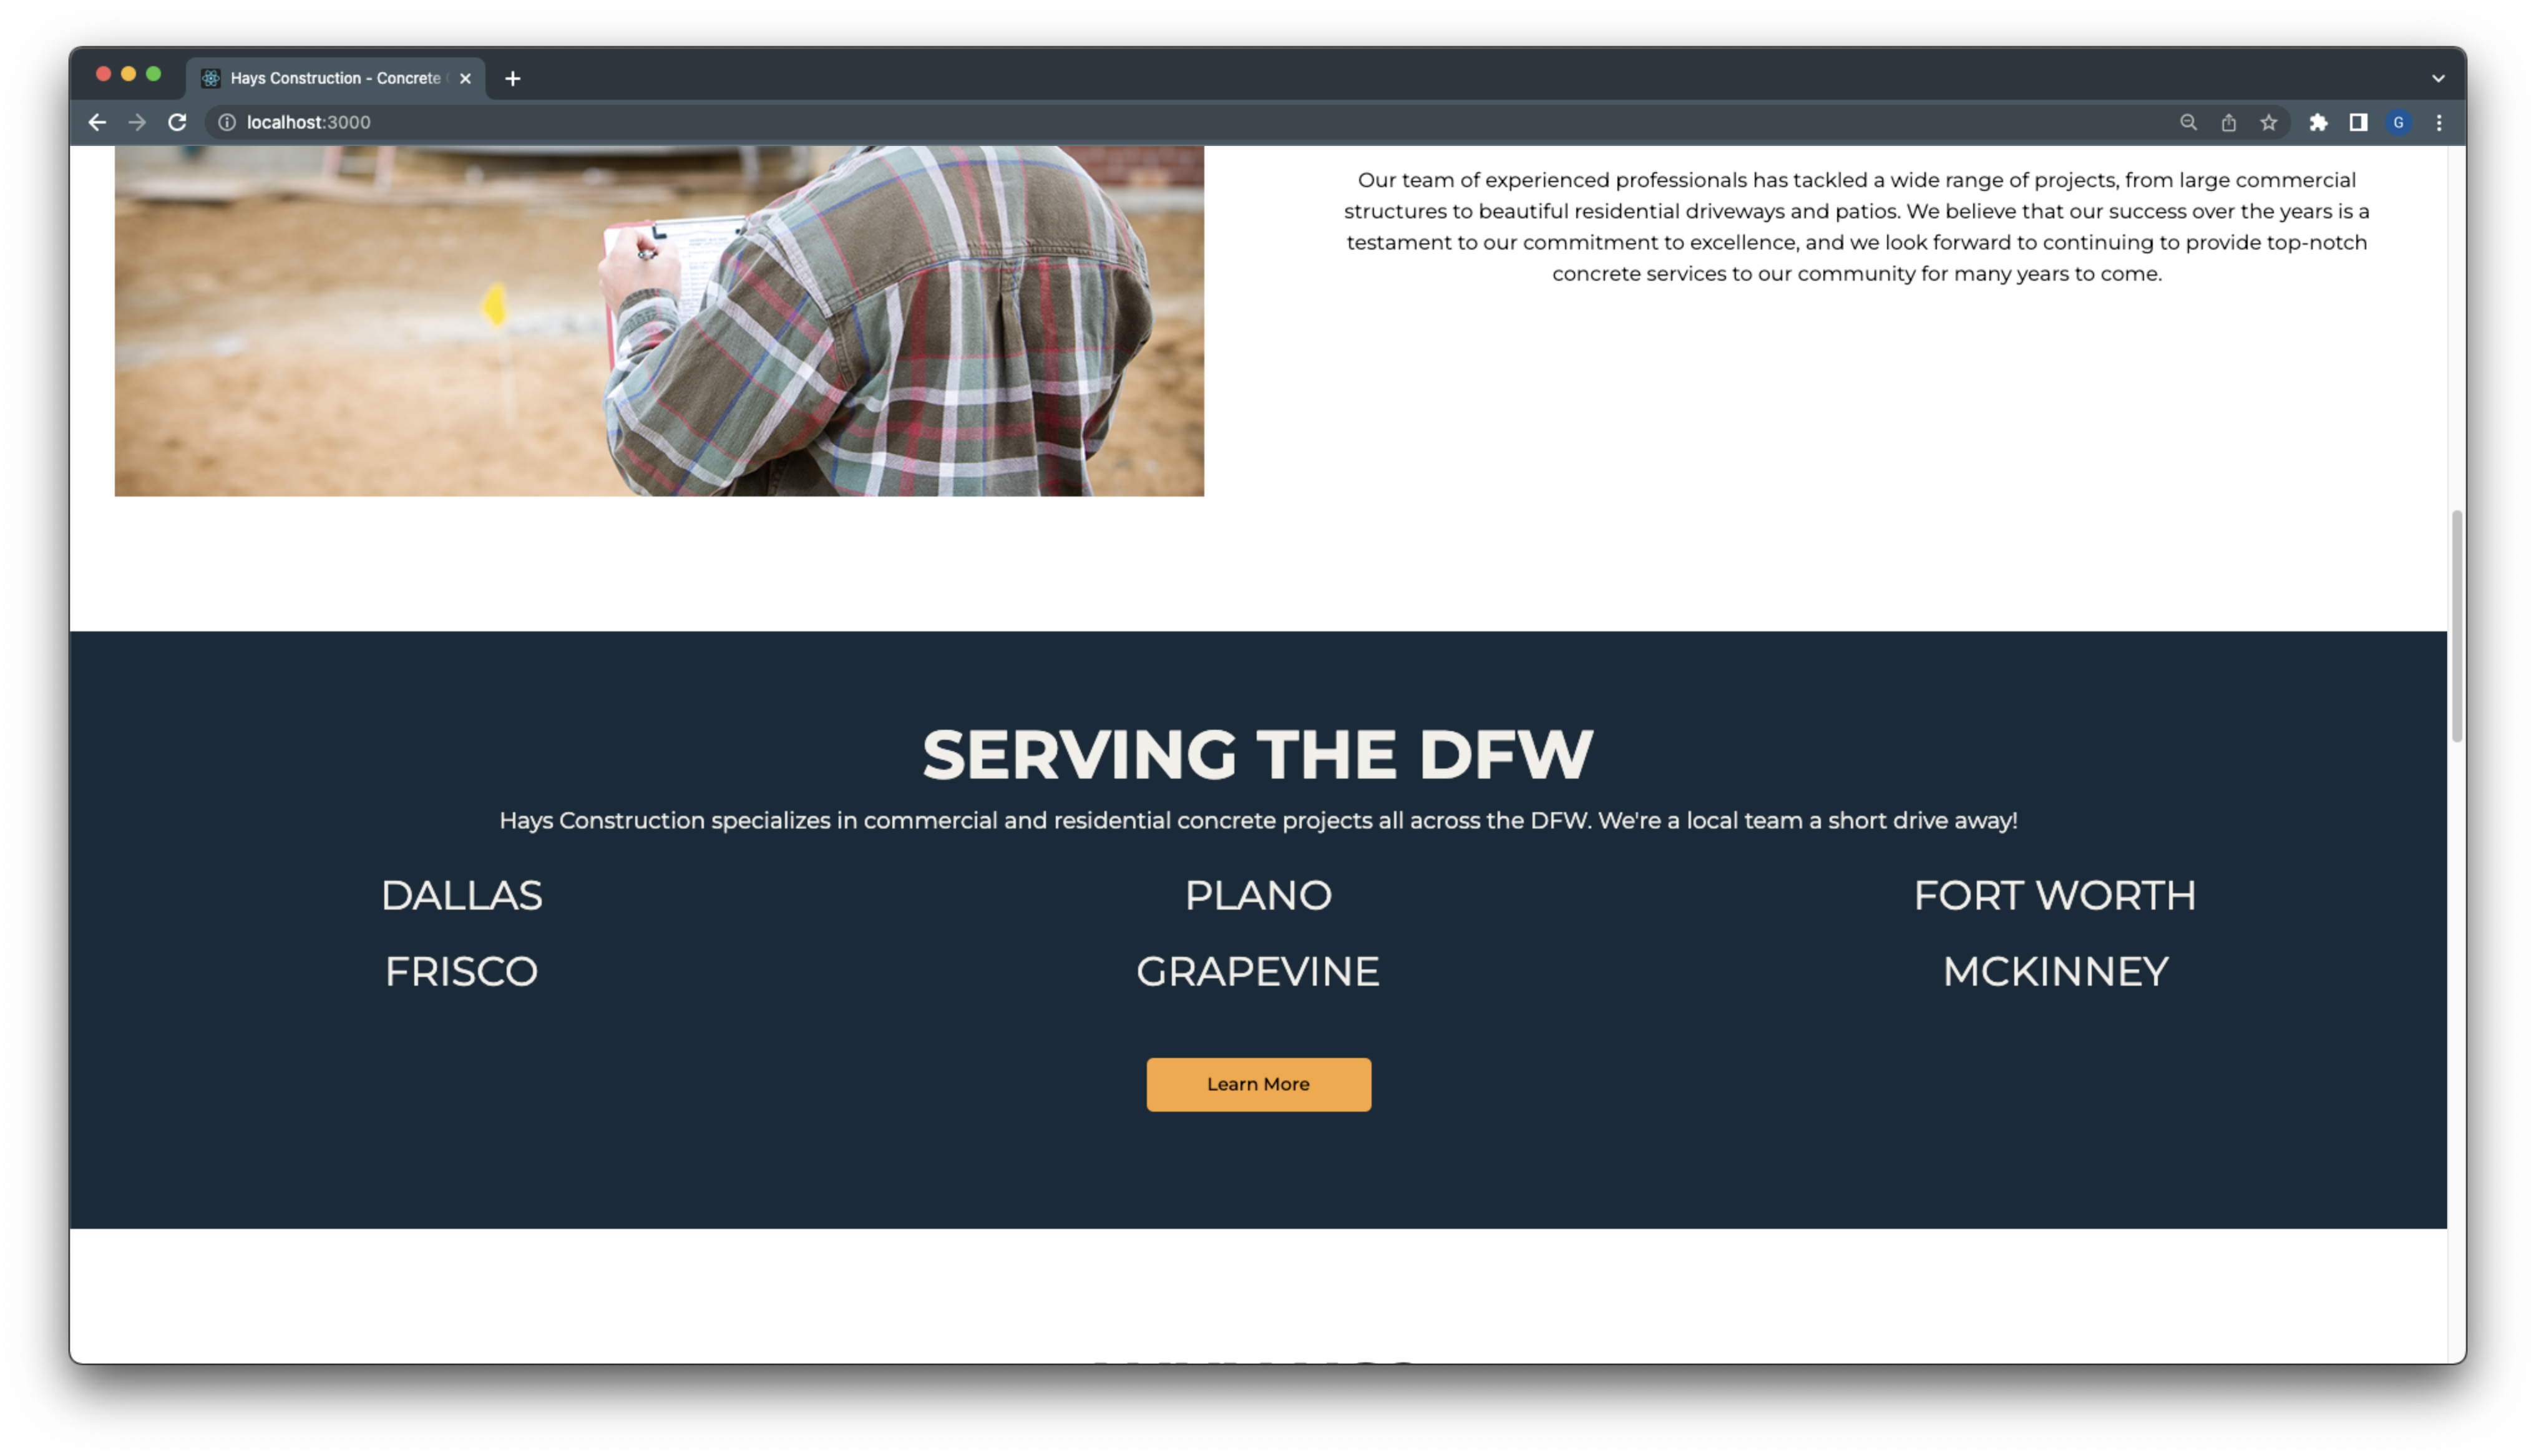 Hays Construction - Concrete
localhost:3000
G
Our team of experienced professionals has tackled a wide range of projects, from large commercial
structures to beautiful residential driveways and patios. We believe that our success over the years is a
testament to our commitment to excellence, and we look forward to continuing to provide top-notch
concrete services to our community for many years to come.
SERVING THE DFW
Hays Construction specializes in commercial and residential concrete projects all across the DFW. We're a local team a short drive away!
DALLAS PLANO FORT WORTH
FRISCO GRAPEVINE MCKINNEY
Learn More